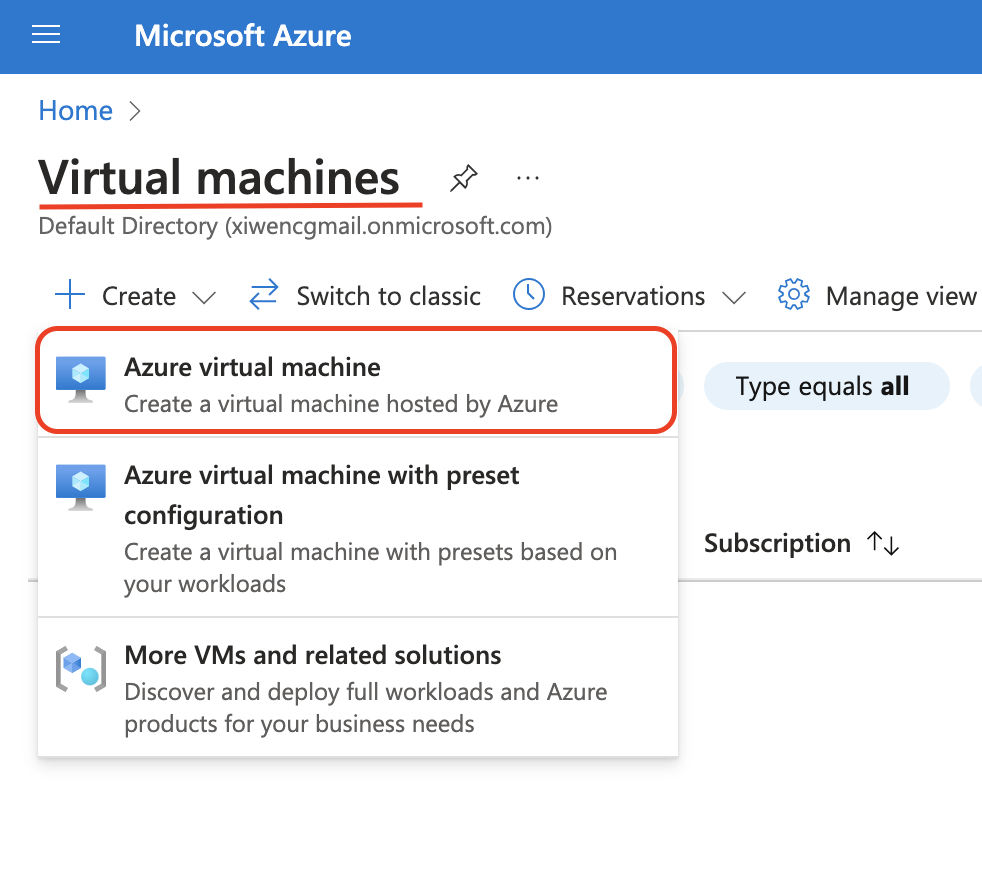 Microsoft Azure
Home
Virtual machines
Default Directory (xiwencgmail.onmicrosoft.com)
Create Switch to classic Reservations Manage view
Azure virtual machine
Create a virtual machine hosted by Azure
Type equals all
Azure virtual machine with preset
configuration
Create a virtual machine with presets based on
your workloads
Subscription
More VMs and related solutions
Discover and deploy full workloads and Azure
products for your business needs